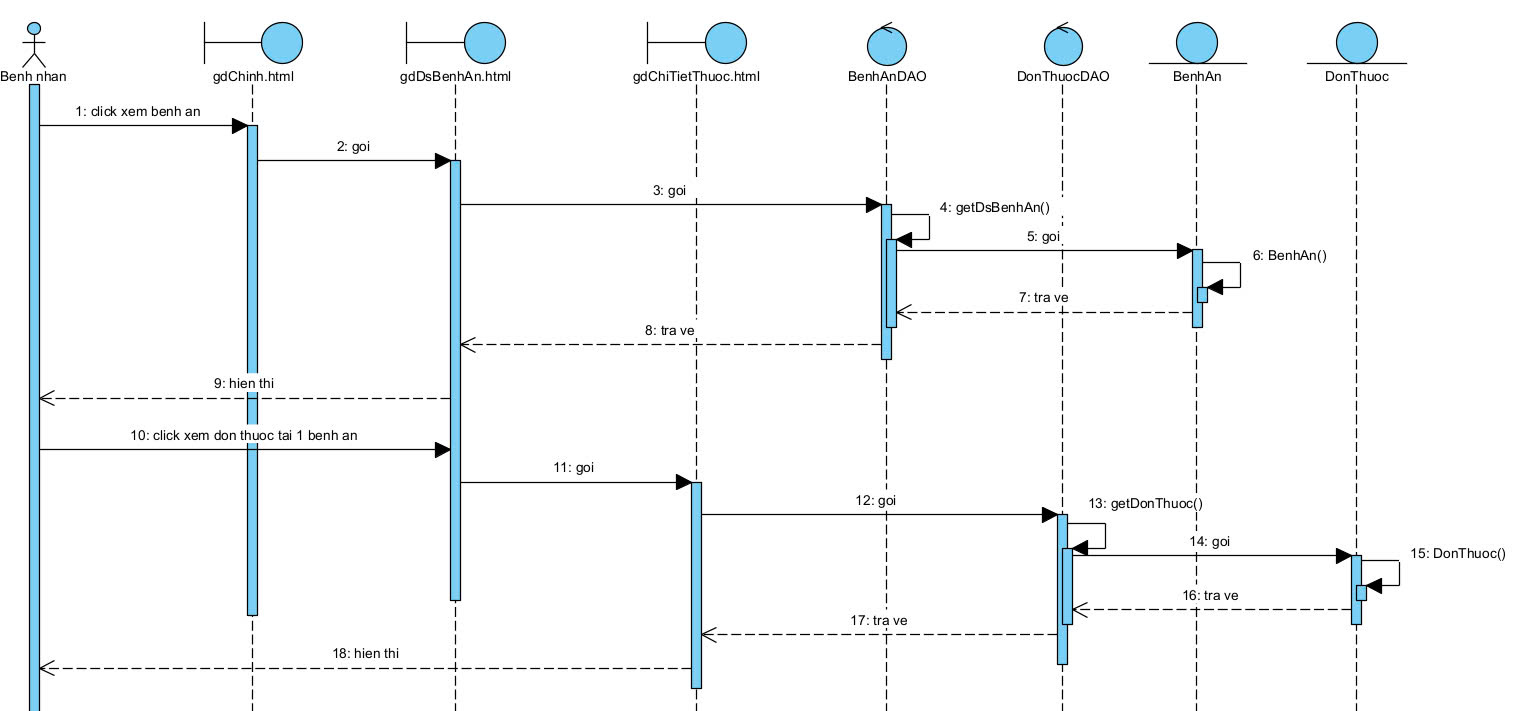 Benh nhan
gdChinh.html
gdDsBenhAn.html
gdChiTietThuoc.html
BenhAnDAO
DonThuocDAO
BenhAn
DonThuoc
1: click xem benh an
2: goi
3: goi
4: getDsBenhAn()
5: goi
6: BenhAn()
7: tra ve
8: tra ve
9: hien thi
10: click xem don thuoc tai 1 benh an
11: goi
12: goi
13: getDonThuoc()
14: goi
15: DonThuoc()
16: tra ve
17: tra ve
18: hien thi